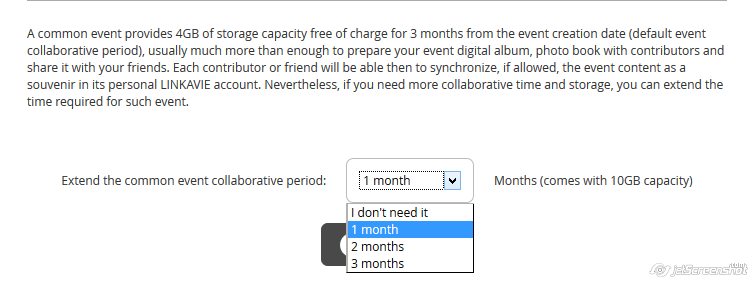 A common event provides 4GB of storage capacity free of charge for 3 months from the event creation date (default event
collaborative period), usually much more than enough to prepare your event digital album, photo book with contributors and
share it with your friends. Each contributor or friend will be able then to synchronize, if allowed, the event content as a
souvenir in its personal LINKAVIE account. Nevertheless, if you need more collaborative time and storage, you can extend the
time required for such event.
Extend the common event collaborative period: 1 month Months (comes with 10GB capacity)
I don't need it
1 month
2 months
3 months
jetScreenshot